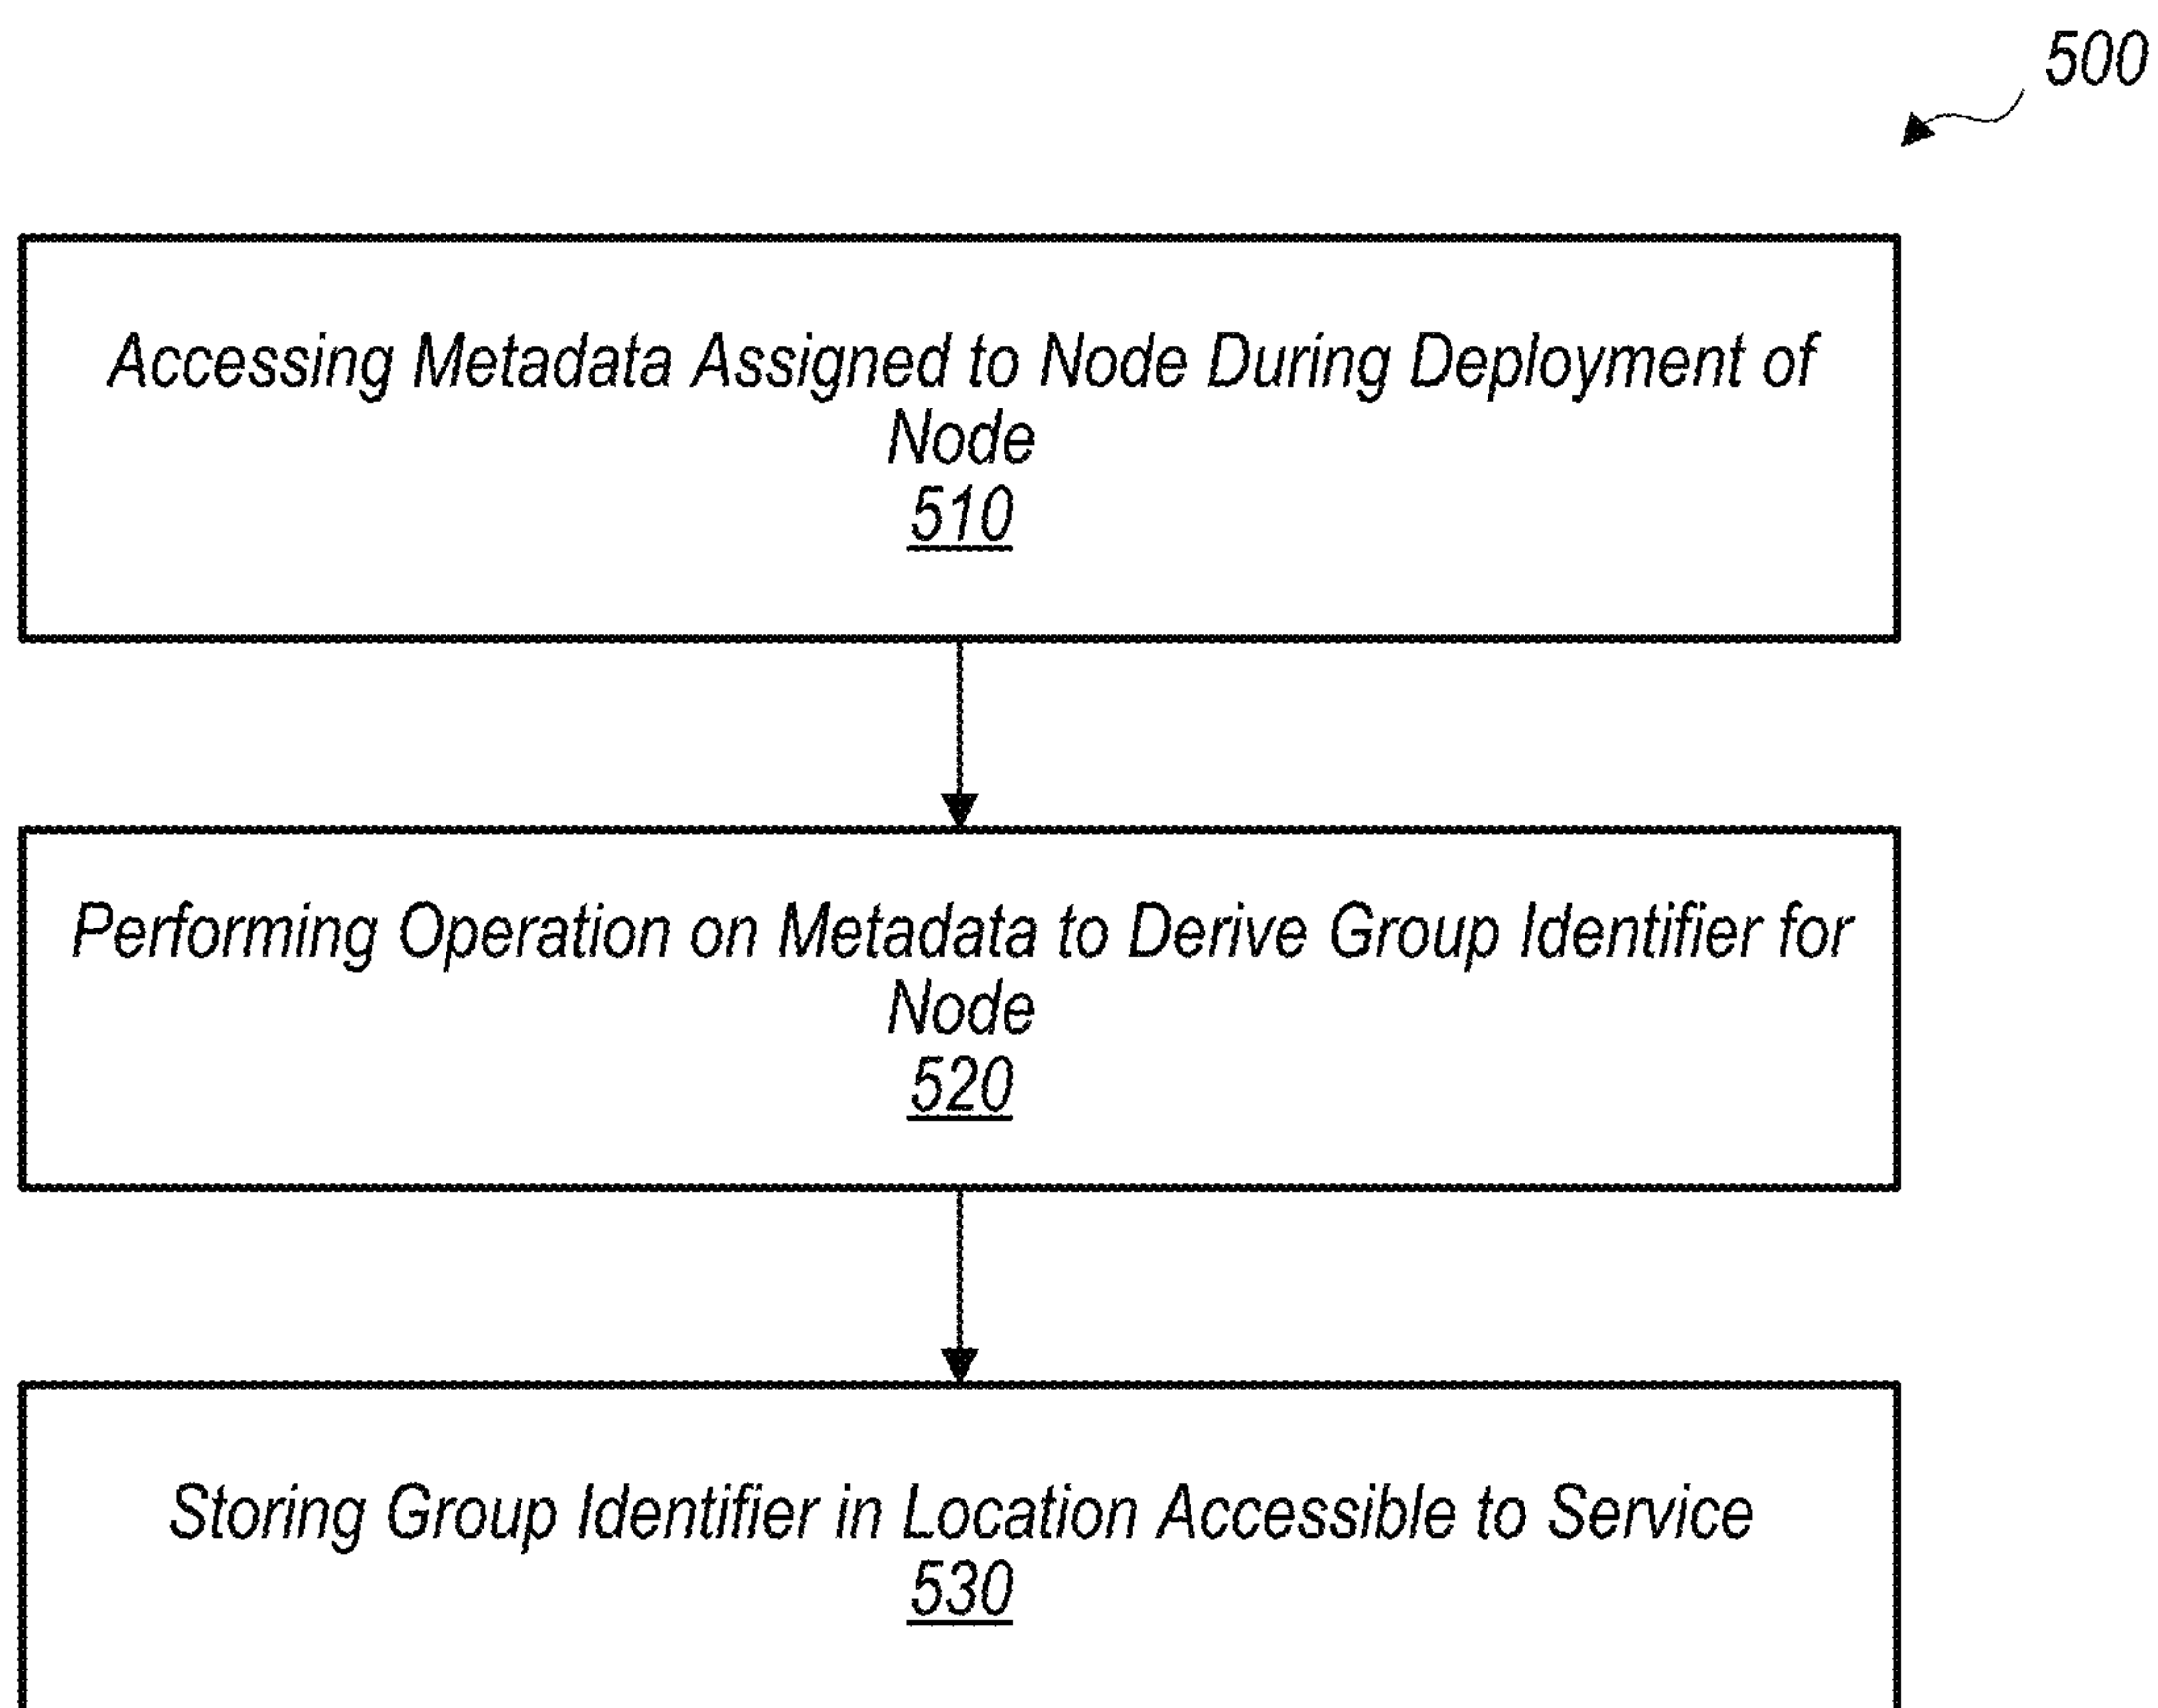 500
Accessing Metadata Assigned to Node During Deployment of
Node
510
Performing Operation on Metadata to Derive Group Identifier for
Node
520
Storing Group Identifier in Location Accessible to Service
530